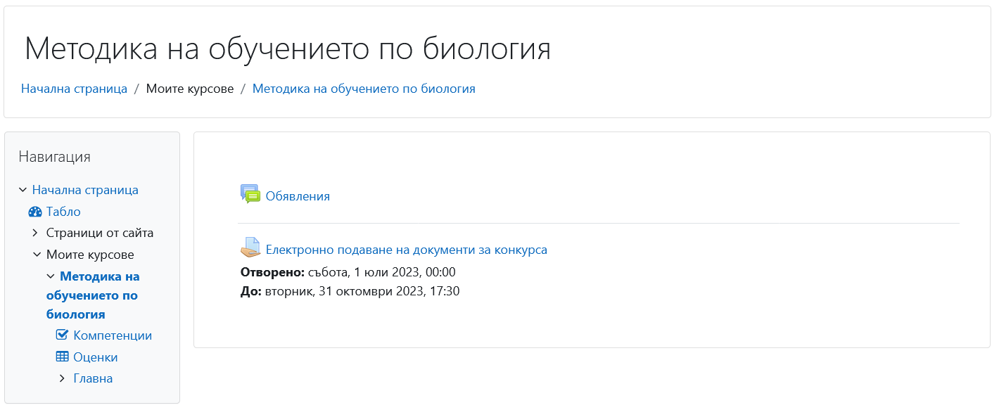 Методика на обучението по биология
Начална страница / Моите курсове / Методика на обучението по биология
Навигация
Начална страница
Табло
Страници от сайта
Моите курсове
Методика на
обучението по
биология
Компетенции
Оценки
Главна
Обявления
Електронно подаване на документи за конкурса
Отворено: събота, 1 юли 2023, 00:00
До: вторник, 31 октомври 2023, 17:30